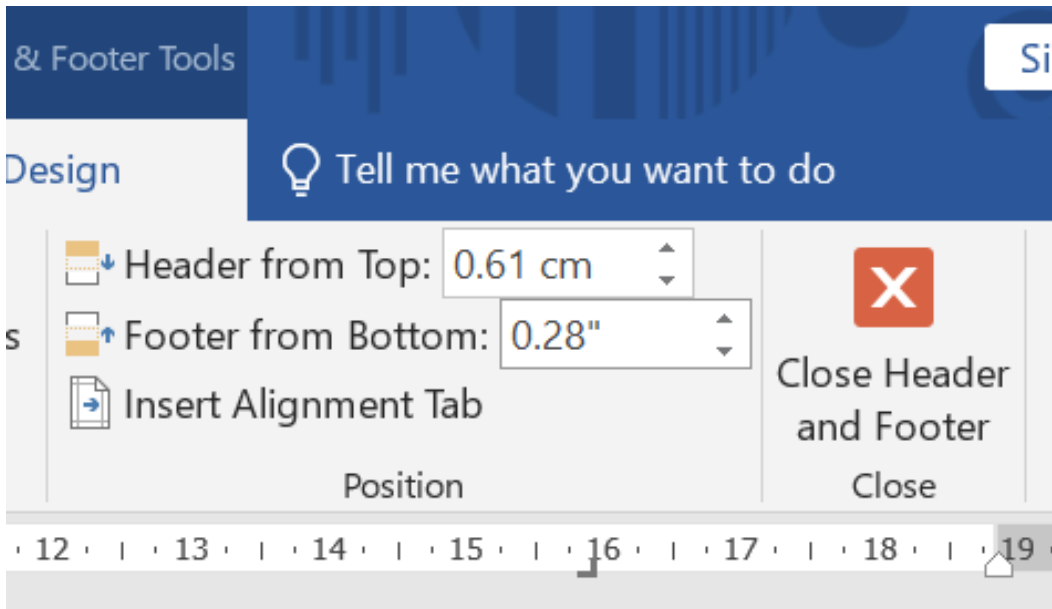 & Footer Tools
Si
Design
Tell me what you want to do
Header from Top: 0.61 cm
s
Footer from Bottom: 0.28"
Insert Alignment Tab
Close Header
and Footer
Position
Close
12 13 14 15 16 17 18 19